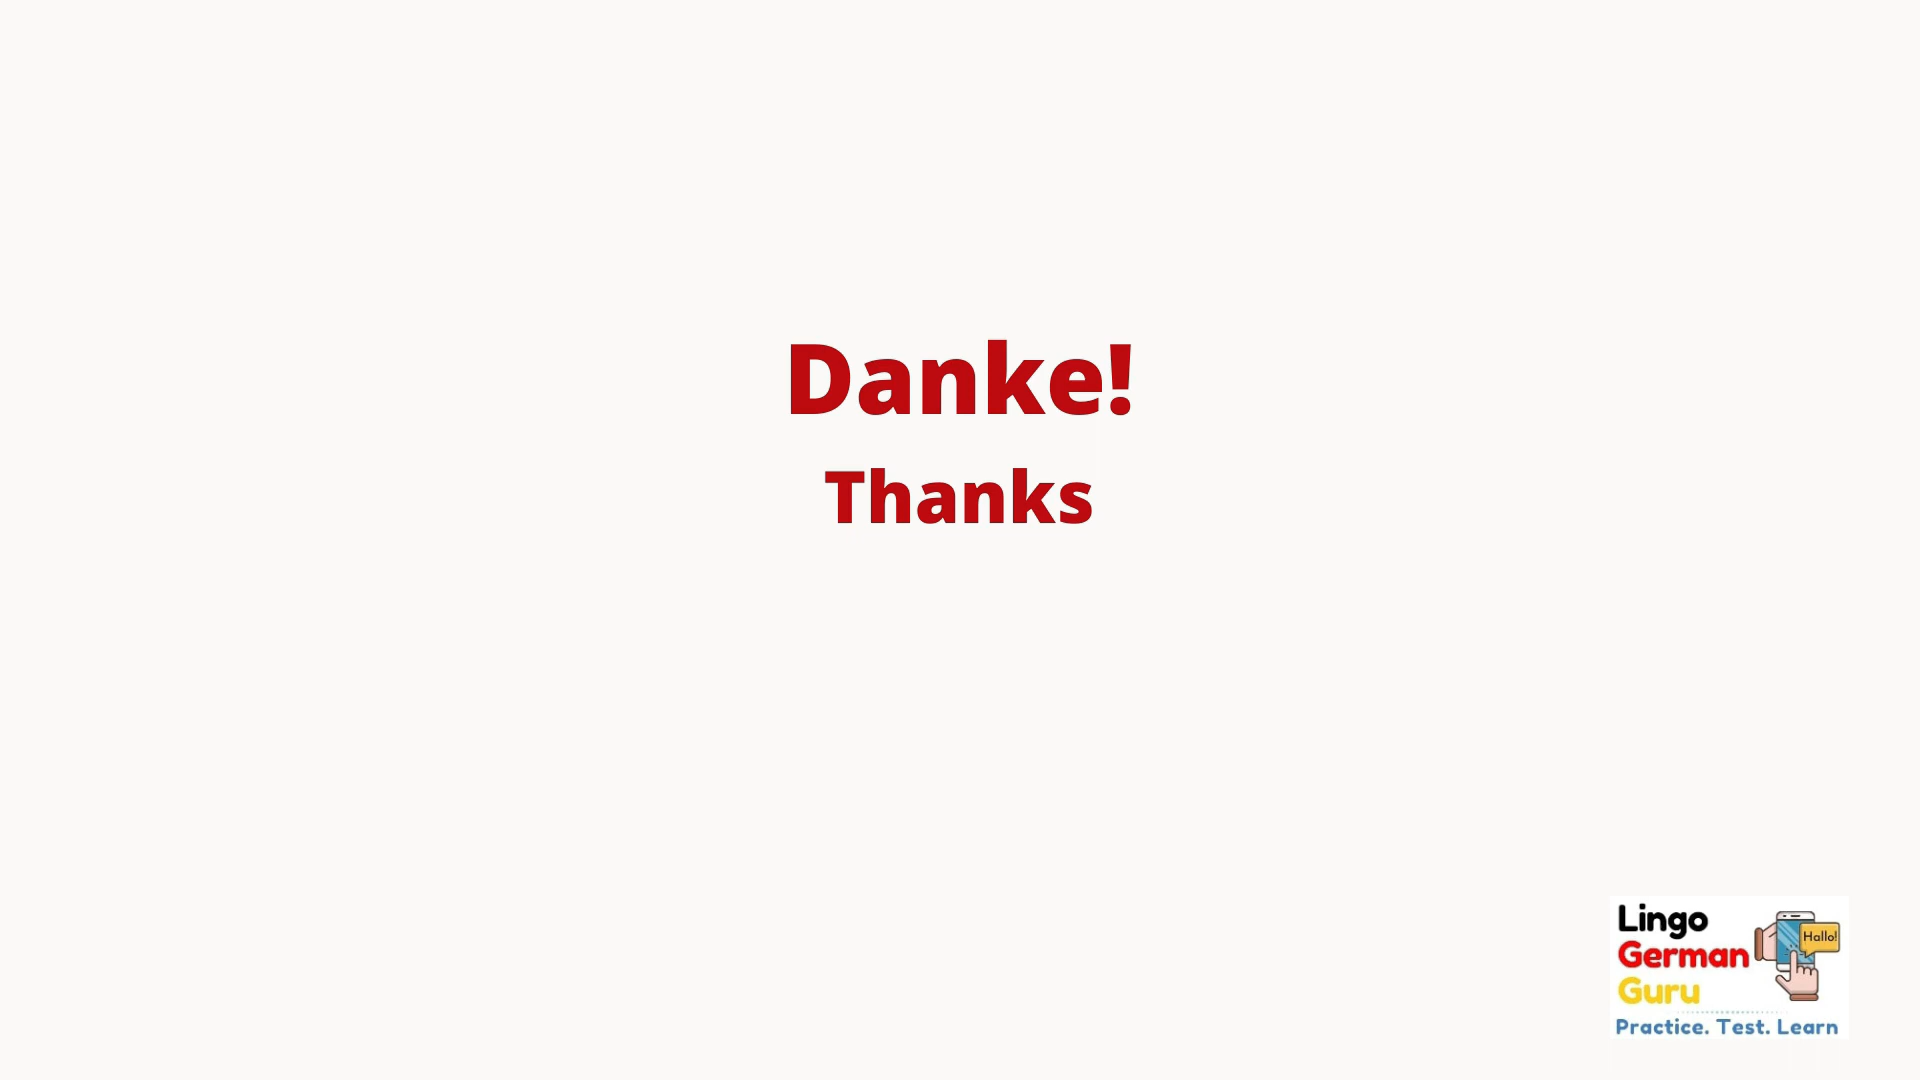 Danke!
Thanks
Lingo
German
Guru
Hallo!
Practice. Test. Learn